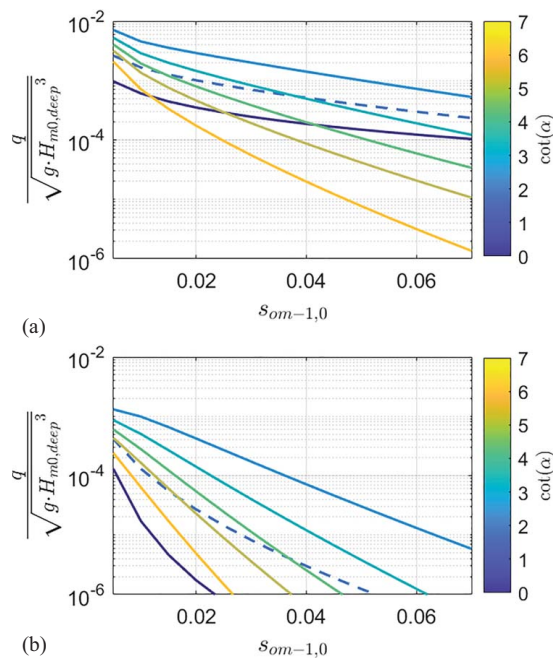 10^-2
10^-4
10^-6
q
√g·H_m0,deep^3
0.02
0.04
0.06
s_om−1,0
7
6
5
4
3
2
1
0
cot(α)
(a)
10^-2
10^-4
10^-6
q
√g·H_m0,deep^3
0.02
0.04
0.06
s_om−1,0
7
6
5
4
3
2
1
0
cot(α)
(b)